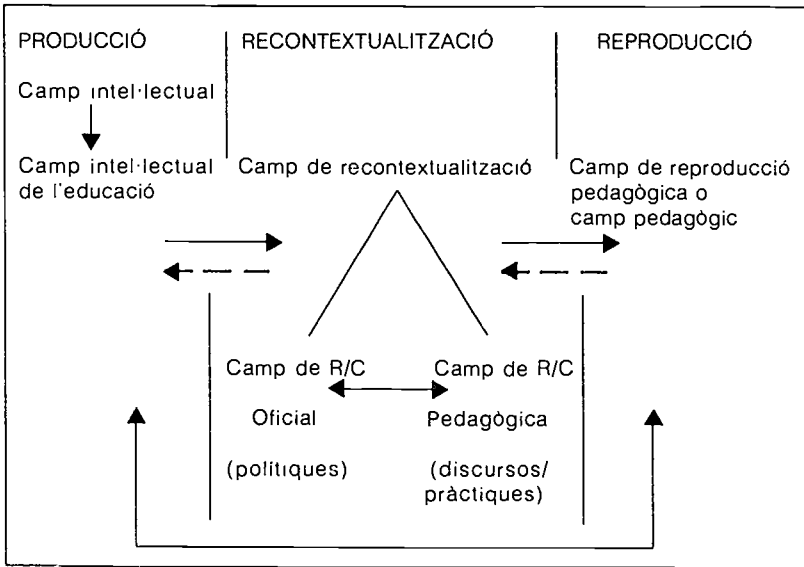 PRODUCCIÓ
RECONTEXTUALITZACIÓ
REPRODUCCIÓ
Camp intel·lectual
Camp intel·lectual
de l'educació
Camp de recontextualització
Camp de reproducció
pedagògica o
camp pedagògic
Camp de R/C
Oficial
(polítiques)
Camp de R/C
Pedagògica
(discursos/
pràctiques)